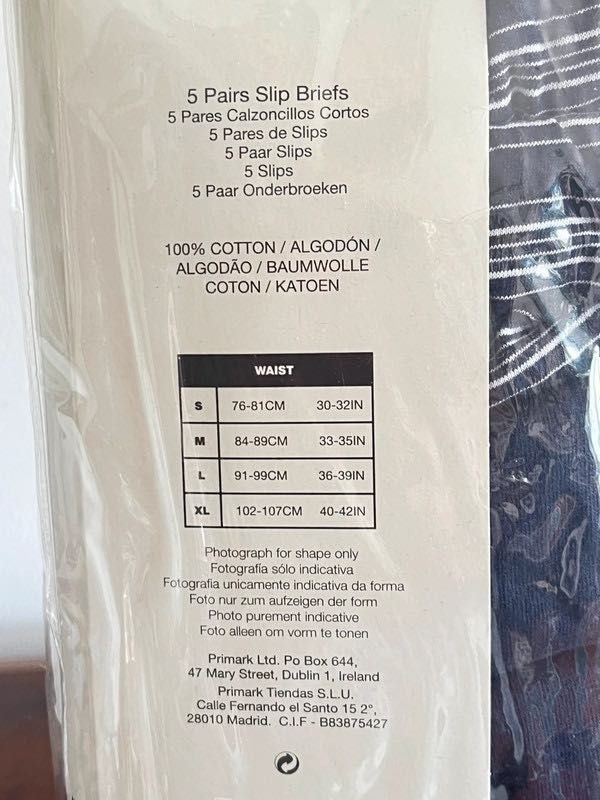 5 Pairs Slip Briefs
5 Pares Calzoncillos Cortos
5 Pares de Slips
5 Paar Slips
5 Slips
5 Paar Onderbroeken
100% COTTON / ALGODÓN /
ALGODÃO / BAUMWOLLE
COTON / KATOEN
WAIST
S 76-81CM 30-32IN
M 84-89CM 33-35IN
L 91-99CM 36-39IN
XL 102-107CM 40-42IN
Photograph for shape only
Fotografía sólo indicativa
Fotografia unicamente indicativa da forma
Foto nur zum aufzeigen der form
Photo purement indicative
Foto alleen om vorm te tonen
Primark Ltd. Po Box 644,
47 Mary Street, Dublin 1, Ireland
Primark Tiendas S.L.U.
Calle Fernando el Santo 15 2°,
28010 Madrid. C.I.F - B83875427